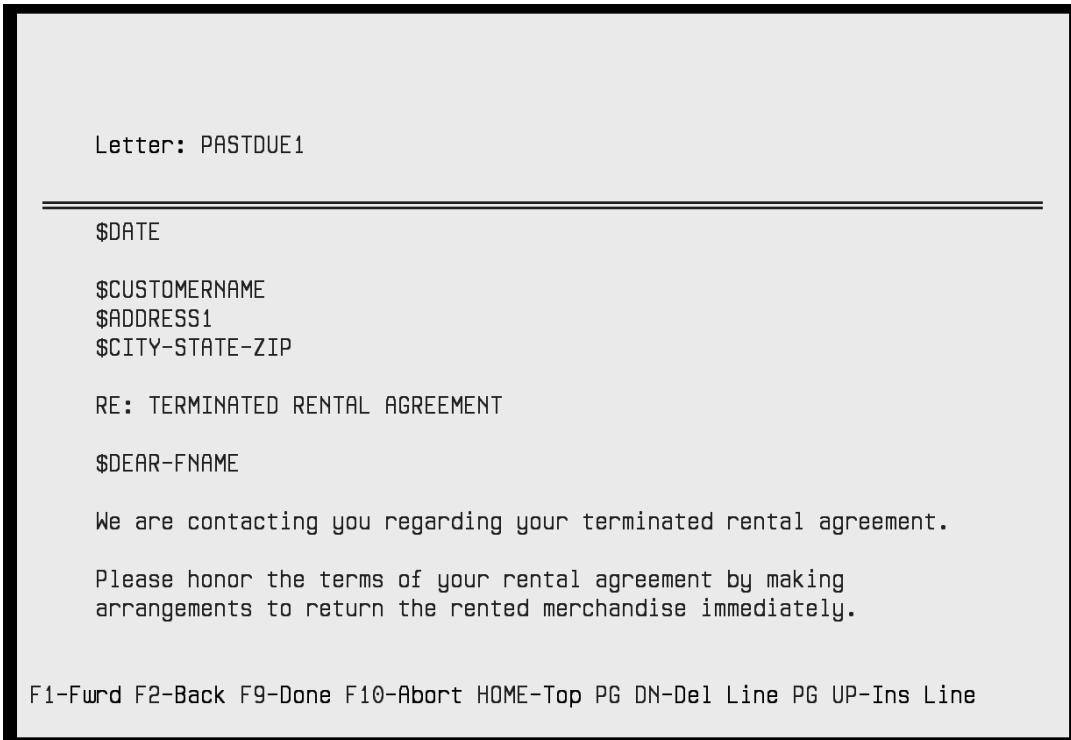 Letter: PASTDUE1
$DATE
$CUSTOMERNAME
$ADDRESS1
$CITY-STATE-ZIP
RE: TERMINATED RENTAL AGREEMENT
$DEAR-FNAME
We are contacting you regarding your terminated rental agreement.
Please honor the terms of your rental agreement by making
arrangements to return the rented merchandise immediately.
F1-Fwrd F2-Back F9-Done F10-Abort HOME-Top PG DN-Del Line PG UP-Ins Line